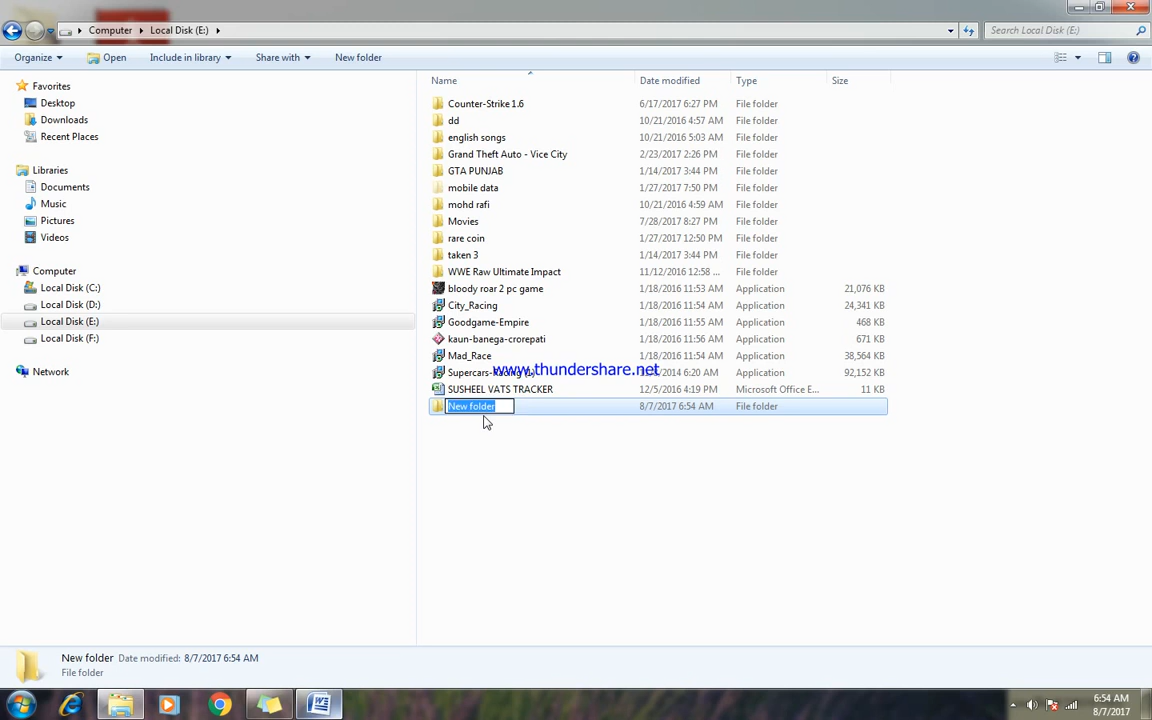 Computer Local Disk (E:)
Search Local Disk (E:)
Organize Open Include in library Share with New folder
Name Date modified Type Size
Favorites
Desktop
Downloads
Recent Places
Libraries
Documents
Music
Pictures
Videos
Computer
Local Disk (C:)
Local Disk (D:)
Local Disk (E:)
Local Disk (F:)
Network
Counter-Strike 1.6 6/17/2017 6:27 PM File folder
dd 10/21/2016 4:57 AM File folder
english songs 10/21/2016 5:03 AM File folder
Grand Theft Auto - Vice City 2/23/2017 2:26 PM File folder
GTA PUNJAB 1/14/2017 3:44 PM File folder
mobile data 1/27/2017 7:50 PM File folder
mohd rafi 10/21/2016 4:59 AM File folder
Movies 7/28/2017 8:27 PM File folder
rare coin 1/27/2017 12:50 PM File folder
taken 3 1/14/2017 3:44 PM File folder
WWE Raw Ultimate Impact 11/12/2016 12:58 ... File folder
bloody roar 2 pc game 1/18/2016 11:53 AM Application 21,076 KB
City_Racing 1/18/2016 11:54 AM Application 24,341 KB
Goodgame-Empire 1/18/2016 11:55 AM Application 468 KB
kaun-banega-crorepati 1/18/2016 11:56 AM Application 671 KB
Mad_Race 1/18/2016 11:54 AM Application 38,564 KB
www.thundershare.net
Supercars-Racing (1) 6:20 AM Application 92,152 KB
SUSHEEL VATS TRACKER 12/5/2016 4:19 PM Microsoft Office E... 11 KB
New folder 8/7/2017 6:54 AM File folder
New folder Date modified: 8/7/2017 6:54 AM
File folder
6:54 AM
8/7/2017